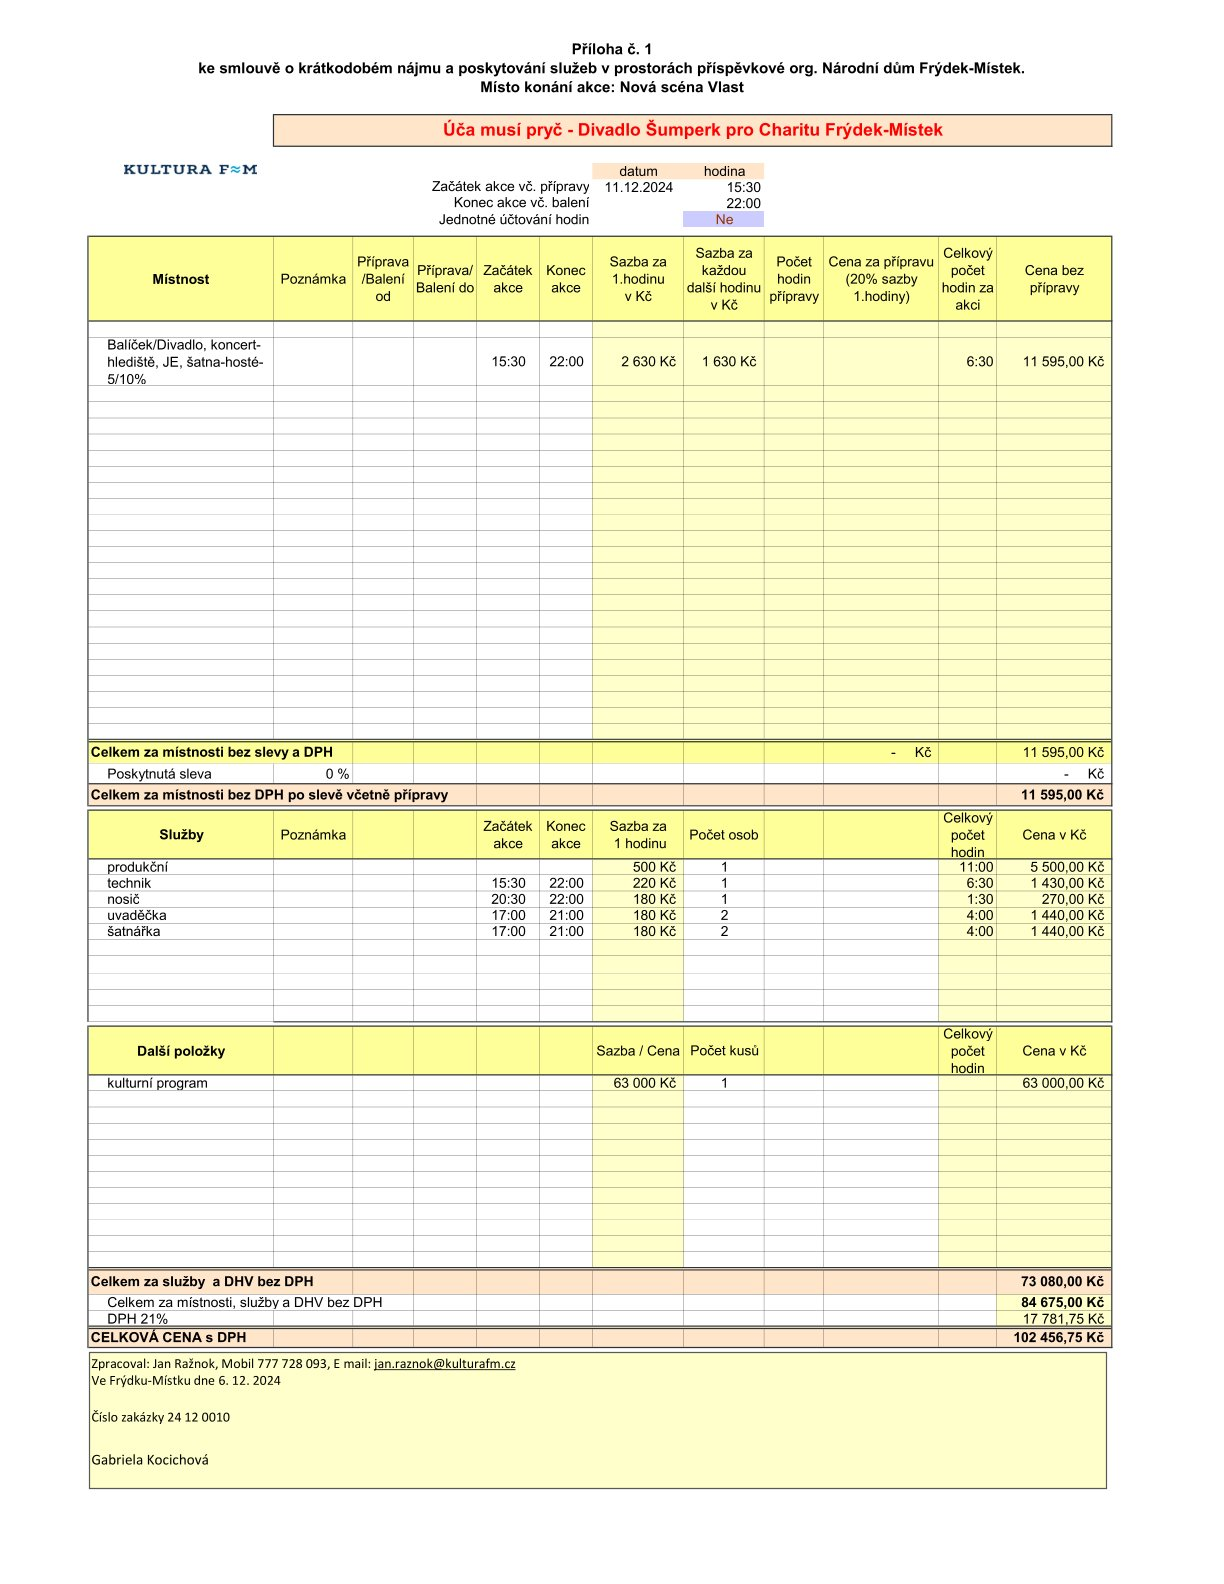 Příloha č. 1
ke smlouvě o krátkodobém nájmu a poskytování služeb v prostorách příspěvkové org. Národní dům Frýdek-Místek.
Místo konání akce: Nová scéna Vlast
Úča musí pryč - Divadlo Šumperk pro Charitu Frýdek-Místek
KULTURA F≈M
datum hodina
Začátek akce vč. přípravy 11.12.2024 15:30
Konec akce vč. balení 22:00
Jednotné účtování hodin Ne
Místnost Poznámka Příprava /Balení od Příprava/ Balení do Začátek akce Konec akce Sazba za 1.hodinu v Kč Sazba za každou další hodinu v Kč Počet hodin přípravy Cena za přípravu (20% sazby 1.hodiny) Celkový počet hodin za akci Cena bez přípravy
Balíček/Divadlo, koncert-
hlediště, JE, šatna-hosté- 15:30 22:00 2 630 Kč 1 630 Kč 6:30 11 595,00 Kč
5/10%
Celkem za místnosti bez slevy a DPH - Kč 11 595,00 Kč
Poskytnutá sleva 0 % - Kč
Celkem za místnosti bez DPH po slevě včetně přípravy 11 595,00 Kč
Služby Poznámka Začátek akce Konec akce Sazba za 1 hodinu Počet osob Celkový počet hodin Cena v Kč
produkční 500 Kč 1 11:00 5 500,00 Kč
technik 15:30 22:00 220 Kč 1 6:30 1 430,00 Kč
nosič 20:30 22:00 180 Kč 1 1:30 270,00 Kč
uvaděčka 17:00 21:00 180 Kč 2 4:00 1 440,00 Kč
šatnářka 17:00 21:00 180 Kč 2 4:00 1 440,00 Kč
Další položky Sazba / Cena Počet kusů Celkový počet hodin Cena v Kč
kulturní program 63 000 Kč 1 63 000,00 Kč
Celkem za služby a DHV bez DPH 73 080,00 Kč
Celkem za místnosti, služby a DHV bez DPH 84 675,00 Kč
DPH 21% 17 781,75 Kč
CELKOVÁ CENA s DPH 102 456,75 Kč
Zpracoval: Jan Ražnok, Mobil 777 728 093, E mail: jan.raznok@kulturafm.cz
Ve Frýdku-Místku dne 6. 12. 2024
Číslo zakázky 24 12 0010
Gabriela Kocichová